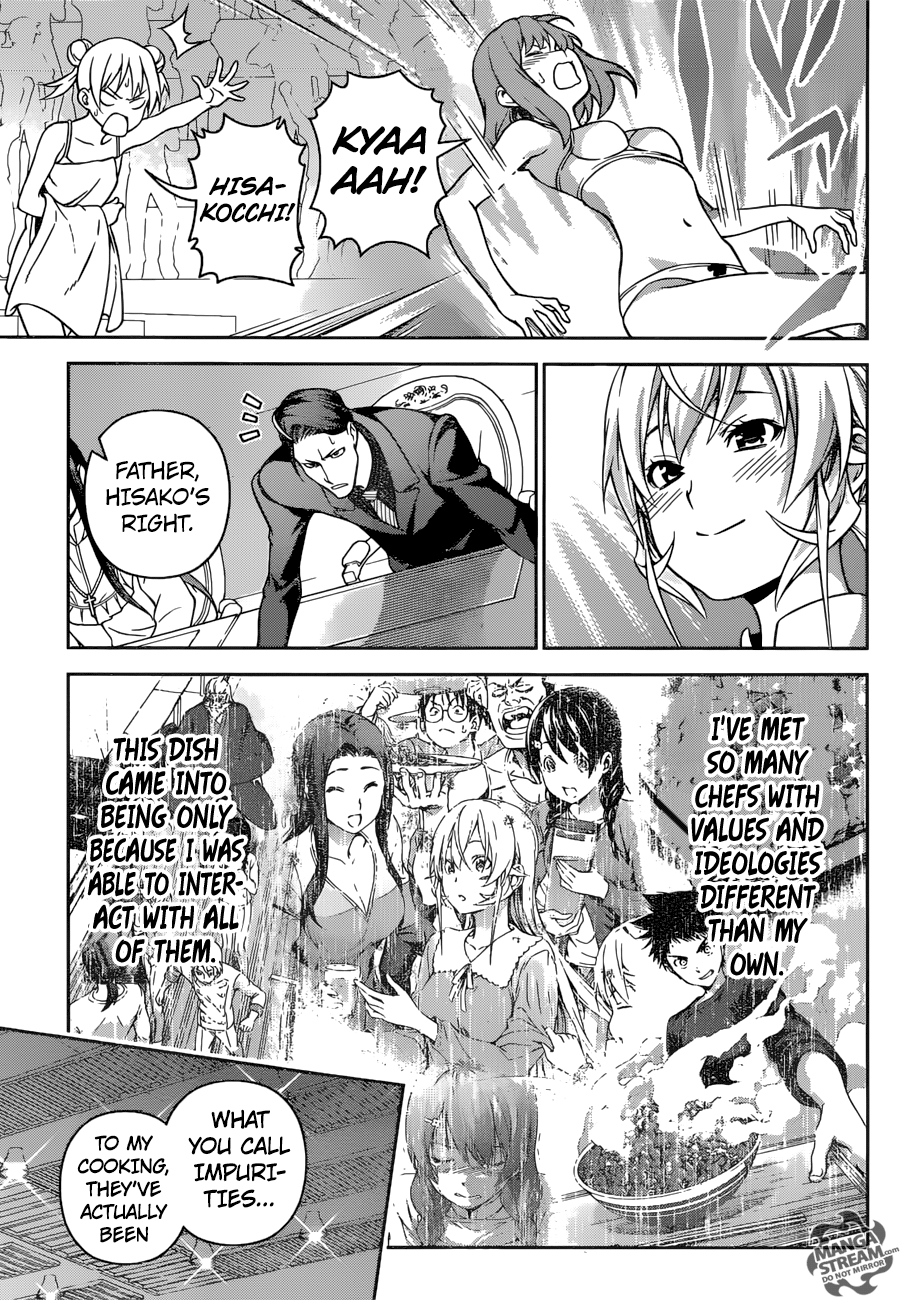 KYAA
AAH!
HISA-
KOCCHI!
FATHER,
HISAKO'S
RIGHT.
I'VE MET
SO MANY
CHEFS WITH
VALUES AND
IDEOLOGIES
DIFFERENT
THAN MY
OWN.
THIS DISH
CAME INTO
BEING ONLY
BECAUSE I WAS
ABLE TO INTER-
ACT WITH ALL
OF THEM.
WHAT
YOU CALL
IMPURI-
TIES...
TO MY
COOKING,
THEY'VE
ACTUALLY
BEEN
MANGA
STREAM.com
DO NOT MIRROR!